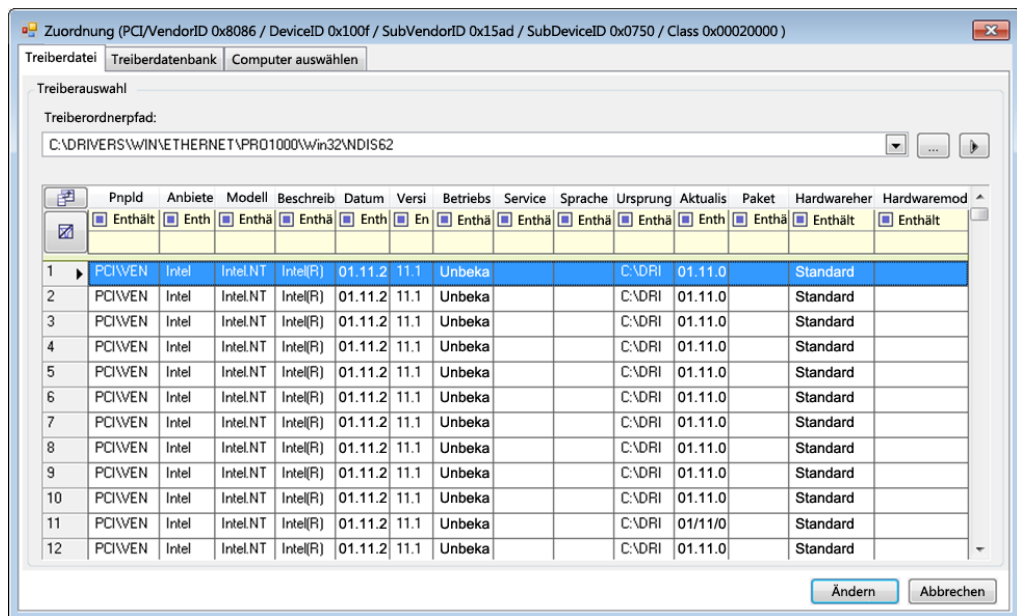 Zuordnung (PCI/VendorID 0x8086 / DeviceID 0x100f / SubVendorID 0x15ad / SubDeviceID 0x0750 / Class 0x00020000 )
Treiberdatei Treiberdatenbank Computer auswählen
Treiberauswahl
Treiberordnerpfad:
C:\DRIVERS\WIN\ETHERNET\PRO1000\Win32\NDIS62
...
PnpId Anbiete Modell Beschreib Datum Versi Betriebs Service Sprache Ursprung Aktualis Paket Hardwareher Hardwaremod
Enthält Enth Enthä Enthä Enth En Enthä Enthä Enthä Enthä Enth Enthä Enthält Enthält
1 PCI\VEN Intel Intel.NT Intel(R) 01.11.2 11.1 Unbeka C:\DRI 01.11.0 Standard
2 PCI\VEN Intel Intel.NT Intel(R) 01.11.2 11.1 Unbeka C:\DRI 01.11.0 Standard
3 PCI\VEN Intel Intel.NT Intel(R) 01.11.2 11.1 Unbeka C:\DRI 01.11.0 Standard
4 PCI\VEN Intel Intel.NT Intel(R) 01.11.2 11.1 Unbeka C:\DRI 01.11.0 Standard
5 PCI\VEN Intel Intel.NT Intel(R) 01.11.2 11.1 Unbeka C:\DRI 01.11.0 Standard
6 PCI\VEN Intel Intel.NT Intel(R) 01.11.2 11.1 Unbeka C:\DRI 01.11.0 Standard
7 PCI\VEN Intel Intel.NT Intel(R) 01.11.2 11.1 Unbeka C:\DRI 01.11.0 Standard
8 PCI\VEN Intel Intel.NT Intel(R) 01.11.2 11.1 Unbeka C:\DRI 01.11.0 Standard
9 PCI\VEN Intel Intel.NT Intel(R) 01.11.2 11.1 Unbeka C:\DRI 01.11.0 Standard
10 PCI\VEN Intel Intel.NT Intel(R) 01.11.2 11.1 Unbeka C:\DRI 01.11.0 Standard
11 PCI\VEN Intel Intel.NT Intel(R) 01.11.2 11.1 Unbeka C:\DRI 01/11/0 Standard
12 PCI\VEN Intel Intel.NT Intel(R) 01.11.2 11.1 Unbeka C:\DRI 01.11.0 Standard
Ändern Abbrechen